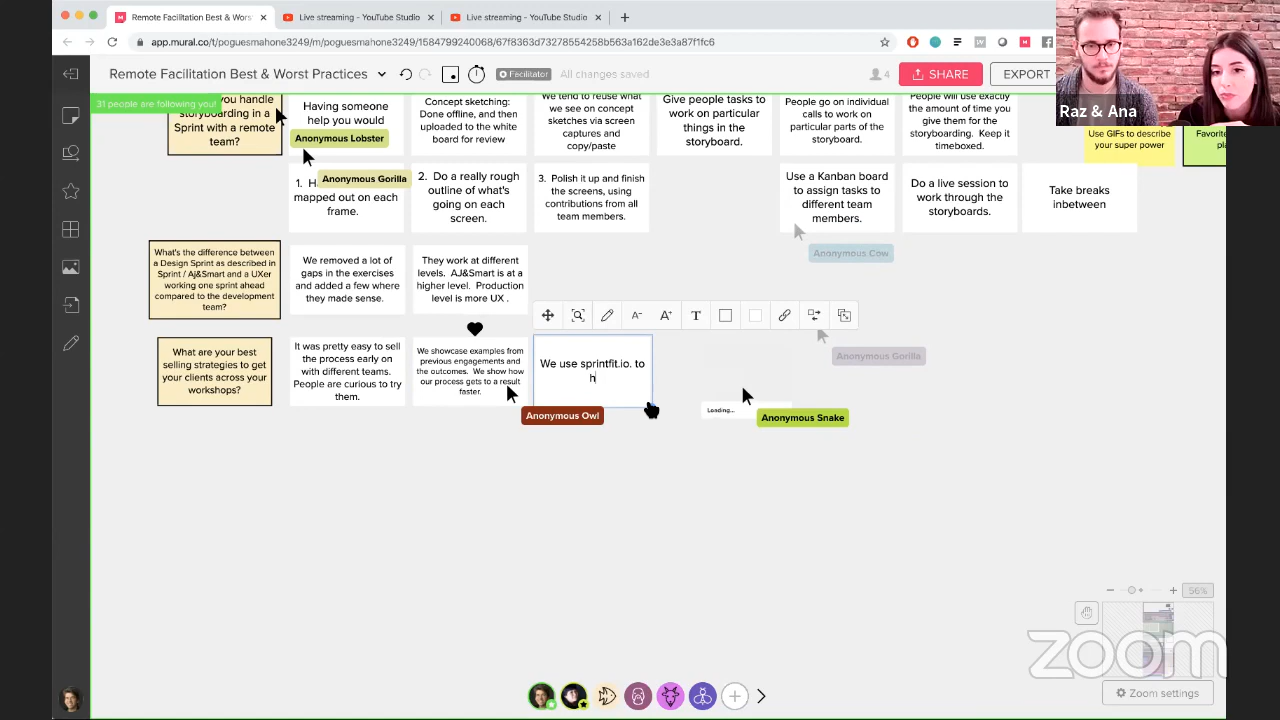 Remote Facilitation Best & Wors
Live streaming - YouTube Studio
Live streaming - YouTube Studio
app.mural.co/t/poguesmahone3249/m/poguesmahone3249/1584799240068/67f8363d73278554258b563a162de3e3a87f1fc6
Remote Facilitation Best & Worst Practices
Facilitator
All changes saved
4
SHARE
EXPORT
Raz & Ana
31 people are following you!
you handle
storyboarding in a
Sprint with a remote
team?
Having someone
help you would
Anonymous Lobster
Concept sketching:
Done offline, and then
uploaded to the white
board for review
We tend to reuse what
we see on concept
sketches via screen
captures and
copy/paste
Give people tasks to
work on particular
things in the
storyboard.
People go on individual
calls to work on
particular parts of the
storyboard.
People will use exactly
the amount of time you
give them for the
storyboarding. Keep it
timeboxed.
Use GIFs to describe
your super power
Favorite
pla
Anonymous Gorilla
1. H
mapped out on each
frame.
2. Do a really rough
outline of what's
going on each
screen.
3. Polish it up and finish
the screens, using
contributions from all
team members.
Use a Kanban board
to assign tasks to
different team
members.
Do a live session to
work through the
storyboards.
Take breaks
inbetween
Anonymous Cow
What's the difference between
a Design Sprint as described in
Sprint / Aj&Smart and a UXer
working one sprint ahead
compared to the development
team?
We removed a lot of
gaps in the exercises
and added a few where
they made sense.
They work at different
levels. AJ&Smart is at a
higher level. Production
level is more UX .
A-
A+
T
Anonymous Gorilla
What are your best
selling strategies to get
your clients across your
workshops?
It was pretty easy to sell
the process early on
with different teams.
People are curious to try
them.
We showcase examples from
previous engagements and
the outcomes. We show how
our process gets to a result
faster.
We use sprintfit.io. to
h
Anonymous Owl
Loading...
Anonymous Snake
56%
zoom
Zoom settings